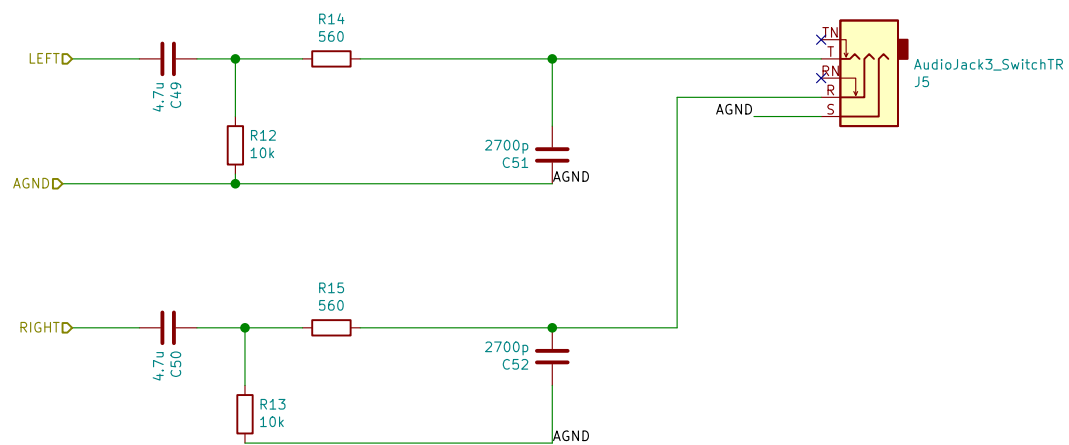 R14
560
LEFT
4.7u
C49
R12
10k
2700p
C51
AGND
AGND
TN
T
RN
R
S
AGND
AudioJack3_SwitchTR
J5
R15
560
RIGHT
4.7u
C50
2700p
C52
R13
10k
AGND